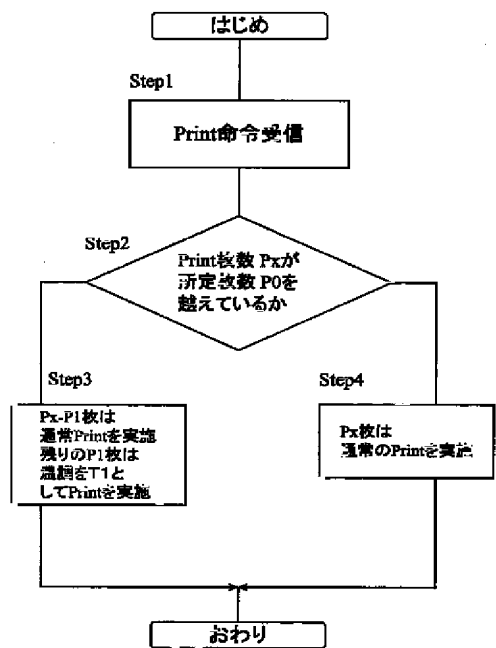 はじめ
Step1
Print命令受信
Step2
Print枚数 Pxが
所定枚数 P0を
越えているか
Step3
Px-P1枚は
通常Printを実施
残りのP1枚は
温調をT1と
してPrintを実施
Step4
Px枚は
通常のPrintを実施
おわり